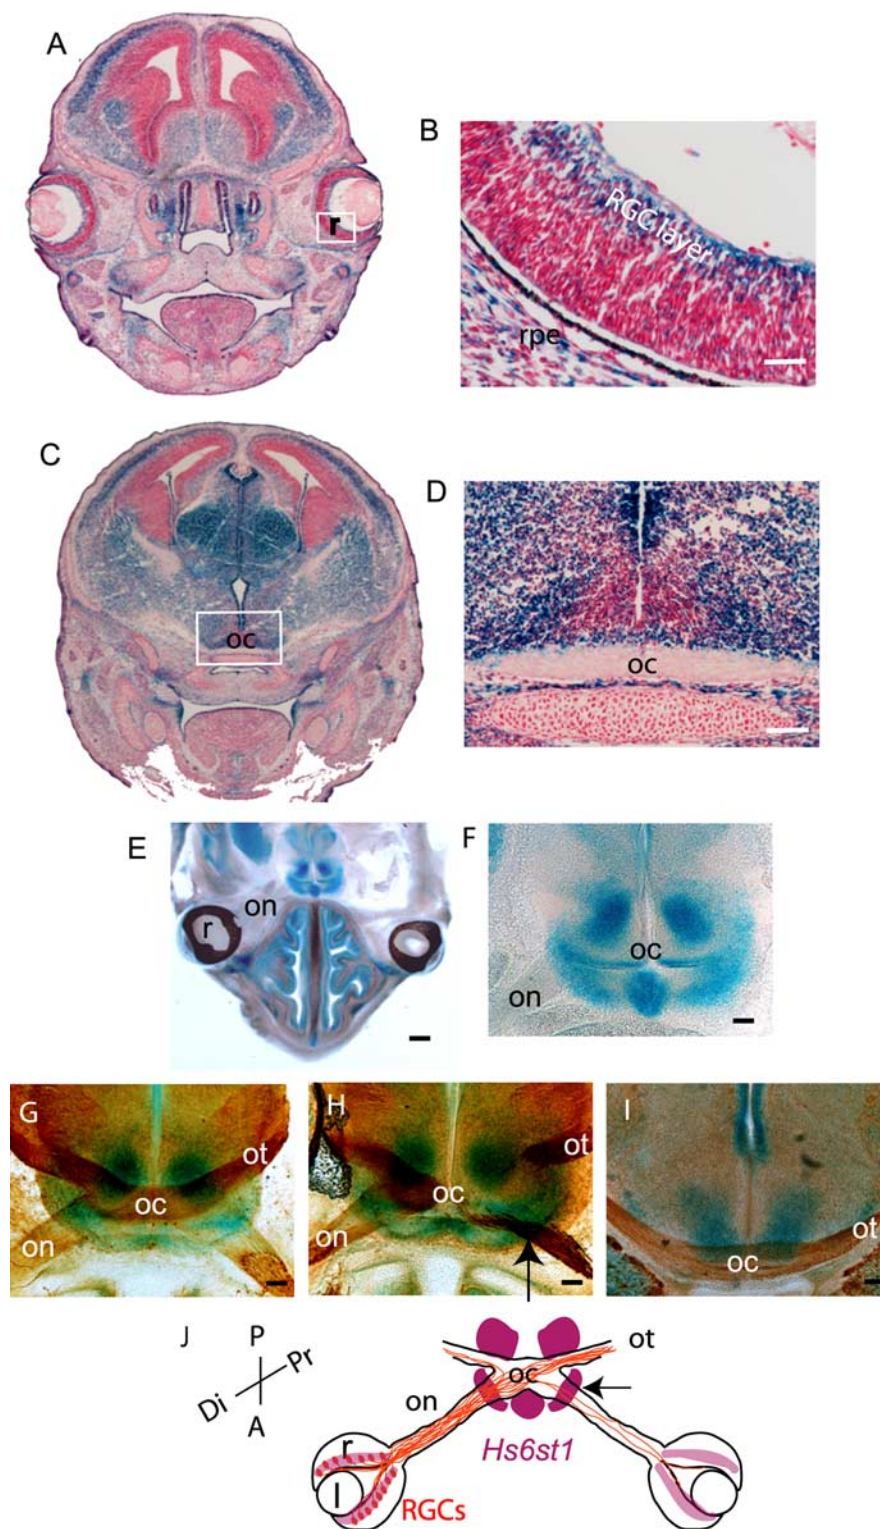 A
r
B
RGC layer
rpe
C
oc
D
oc
E
on
r
F
oc
on
G
ot
oc
on
H
ot
oc
on
I
ot
oc
J
P
Pr
Di
A
ot
oc
on
Hs6st1
r
l
RGCs